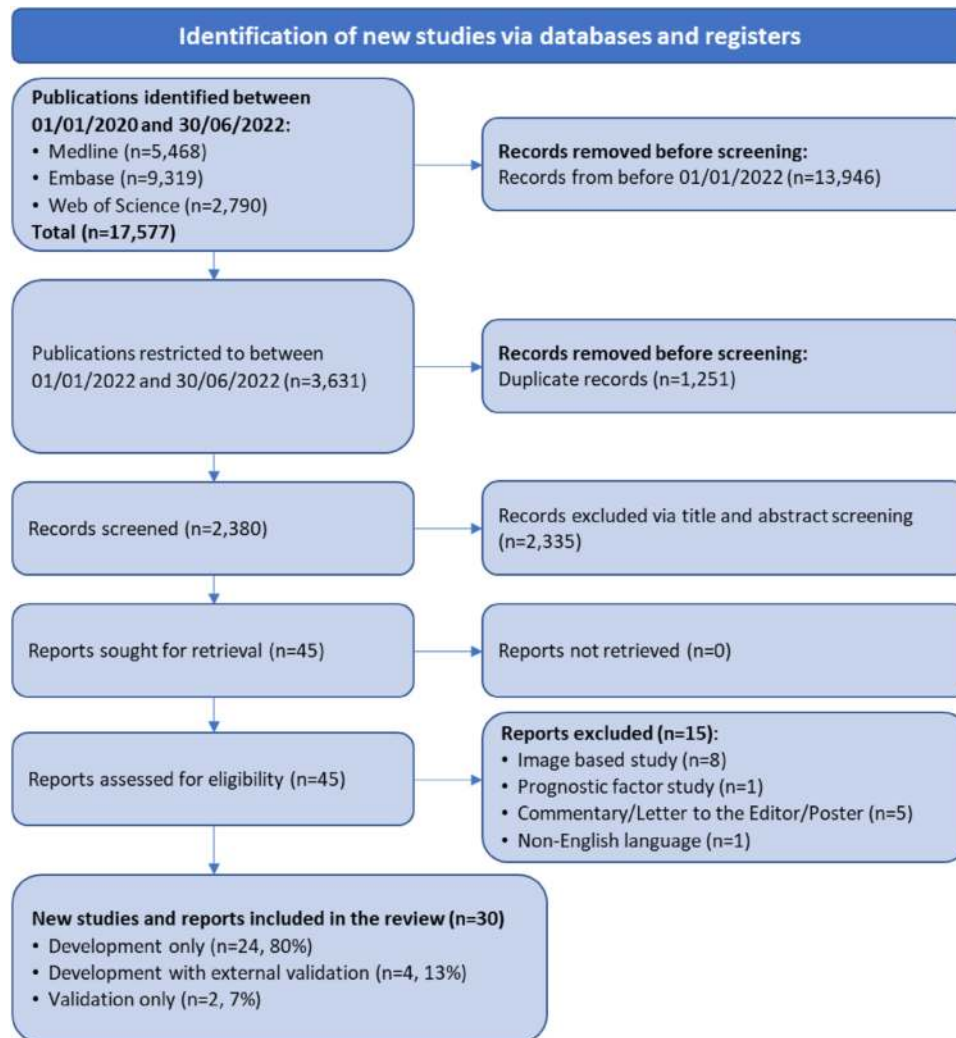 Identification of new studies via databases and registers
Publications identified between
01/01/2020 and 30/06/2022:
• Medline (n=5,468)
• Embase (n=9,319)
• Web of Science (n=2,790)
Total (n=17,577)
Records removed before screening:
Records from before 01/01/2022 (n=13,946)
Publications restricted to between
01/01/2022 and 30/06/2022 (n=3,631)
Records removed before screening:
Duplicate records (n=1,251)
Records screened (n=2,380)
Records excluded via title and abstract screening
(n=2,335)
Reports sought for retrieval (n=45)
Reports not retrieved (n=0)
Reports assessed for eligibility (n=45)
Reports excluded (n=15):
• Image based study (n=8)
• Prognostic factor study (n=1)
• Commentary/Letter to the Editor/Poster (n=5)
• Non-English language (n=1)
New studies and reports included in the review (n=30)
• Development only (n=24, 80%)
• Development with external validation (n=4, 13%)
• Validation only (n=2, 7%)